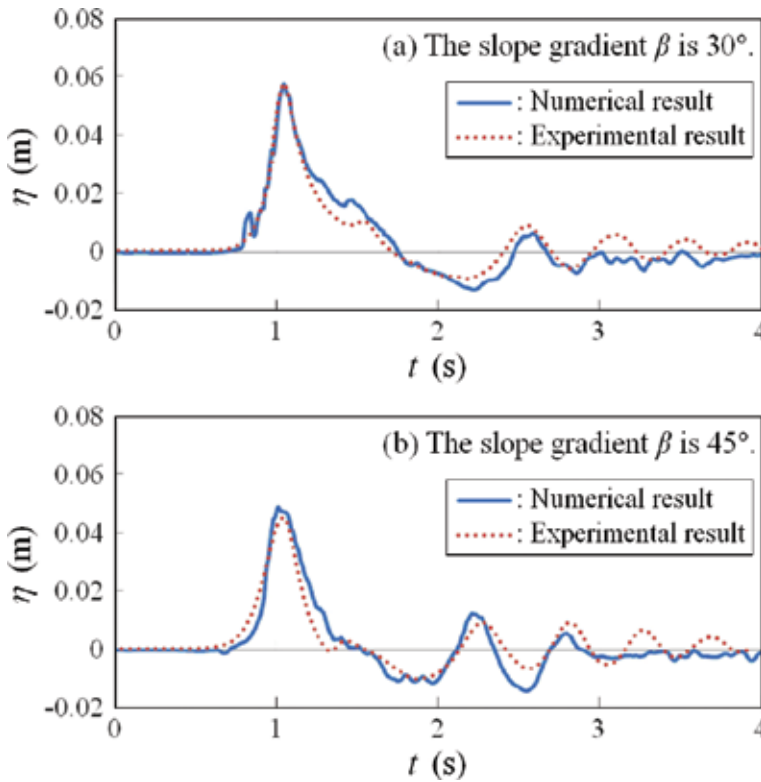 (a) The slope gradient β is 30°.
: Numerical result
: Experimental result
η (m)
0.08
0.06
0.04
0.02
0
-0.02
0 1 2 3 4
t (s)
(b) The slope gradient β is 45°.
: Numerical result
: Experimental result
η (m)
0.08
0.06
0.04
0.02
0
-0.02
0 1 2 3 4
t (s)